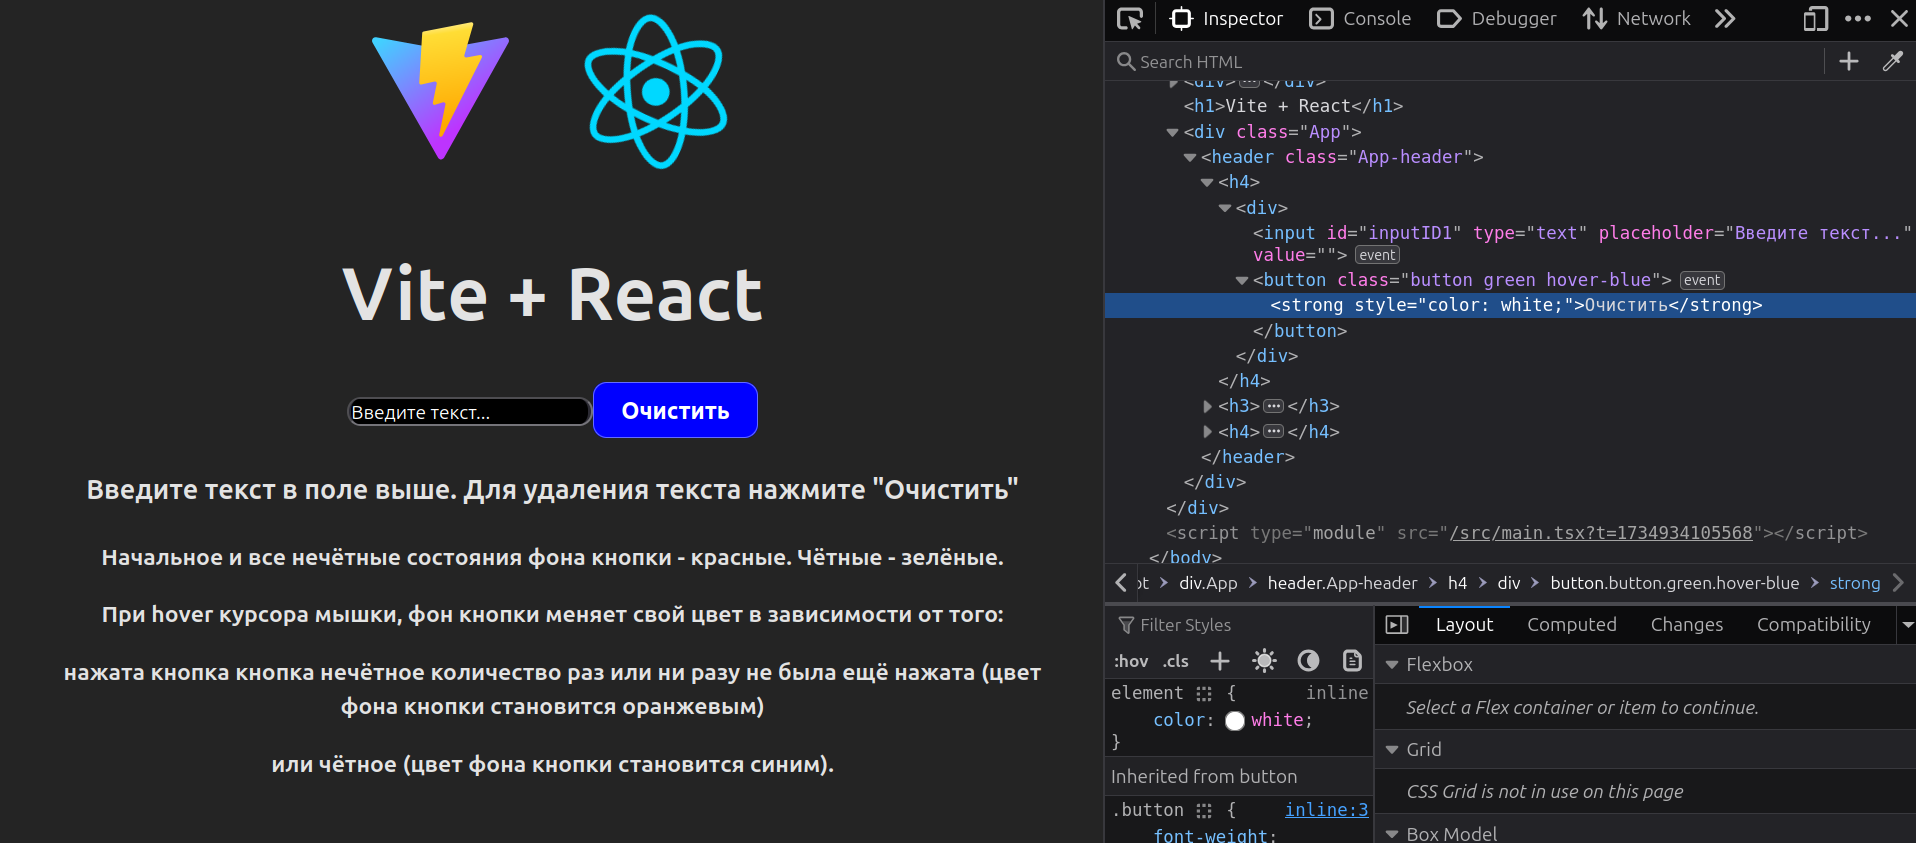 Vite + React
Введите текст...
Очистить
Введите текст в поле выше. Для удаления текста нажмите "Очистить"
Начальное и все нечётные состояния фона кнопки - красные. Чётные - зелёные.
При hover курсора мышки, фон кнопки меняет свой цвет в зависимости от того:
нажата кнопка кнопка нечётное количество раз или ни разу не была ещё нажата (цвет
фона кнопки становится оранжевым)
или чётное (цвет фона кнопки становится синим).
Inspector Console Debugger Network
Search HTML
<div> </div>
<h1>Vite + React</h1>
<div class="App">
<header class="App-header">
<h4>
<div>
<input id="inputID1" type="text" placeholder="Введите текст..."
value=""> event
<button class="button green hover-blue"> event
<strong style="color: white;">Очистить</strong>
</button>
</div>
</h4>
<h3> </h3>
<h4> </h4>
</header>
</div>
</div>
<script type="module" src="/src/main.tsx?t=1734934105568"></script>
</body>
div.App header.App-header h4 div button.button.green.hover-blue strong
Filter Styles
:hov .cls
element { inline
color: white;
}
Inherited from button
.button { inline:3
font-weight:
Layout Computed Changes Compatibility
Flexbox
Select a Flex container or item to continue.
Grid
CSS Grid is not in use on this page
Box Model